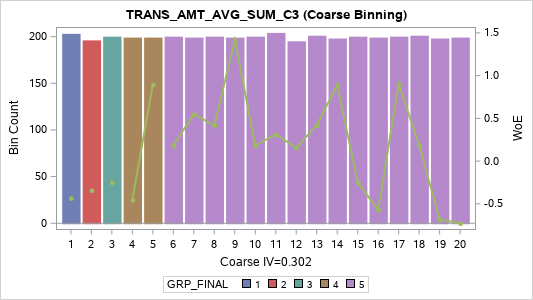 TRANS_AMT_AVG_SUM_C3 (Coarse Binning)
Bin Count
200
150
100
50
0
1.5
1.0
0.5
0.0
-0.5
WoE
1 2 3 4 5 6 7 8 9 10 11 12 13 14 15 16 17 18 19 20
Coarse IV=0.302
GRP_FINAL 1 2 3 4 5